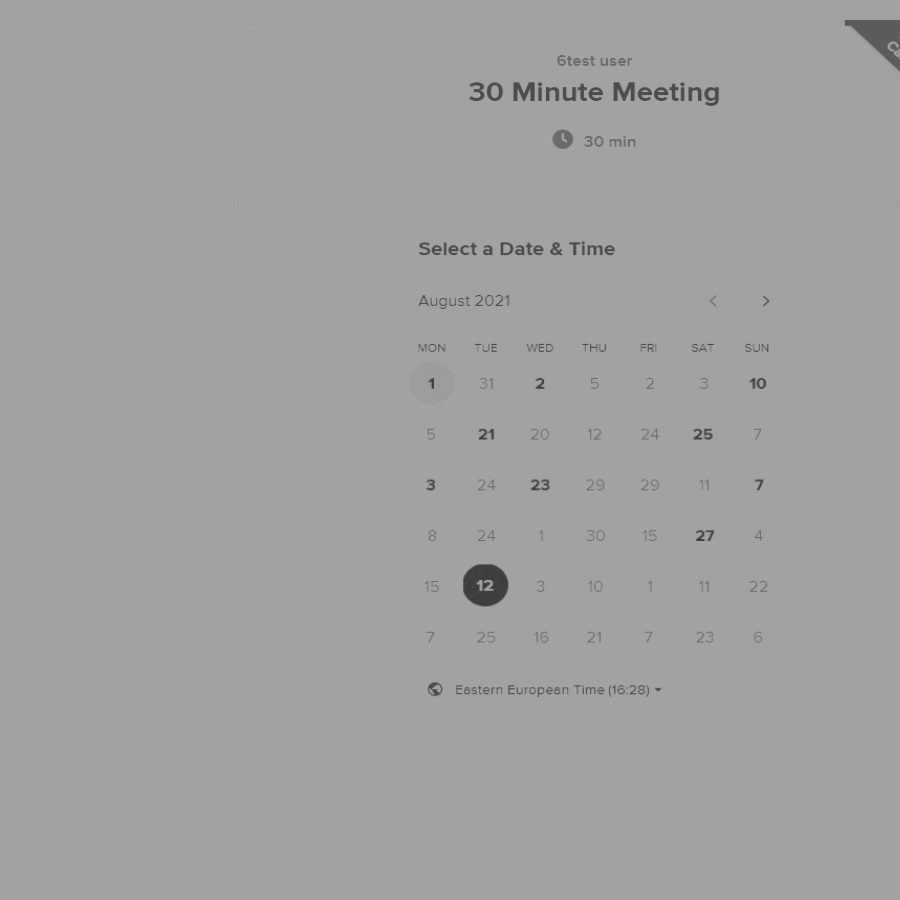 6test user
30 Minute Meeting
30 min
Select a Date & Time
August 2021
MON TUE WED THU FRI SAT SUN
1 31 2 5 2 3 10
5 21 20 12 24 25 7
3 24 23 29 29 11 7
8 24 1 30 15 27 4
15 12 3 10 1 11 22
7 25 16 21 7 23 6
Eastern European Time (16:28)